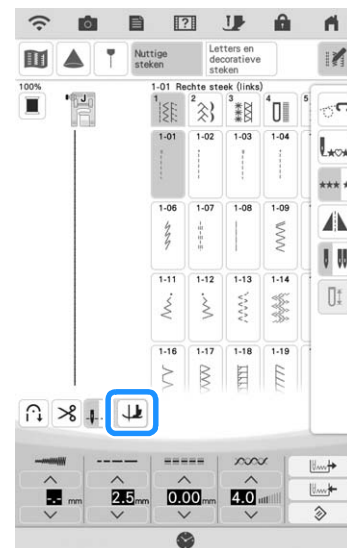 Nuttige
steken
Letters en
decoratieve
steken
100%
J
1-01 Rechte steek (links)
1 2 3 4 5
1-01 1-02 1-03 1-04
1-06 1-07 1-08 1-09
1-11 1-12 1-13 1-14
1-16 1-17 1-18 1-19
-.- mm 2.5 mm 0.00 mm 4.0